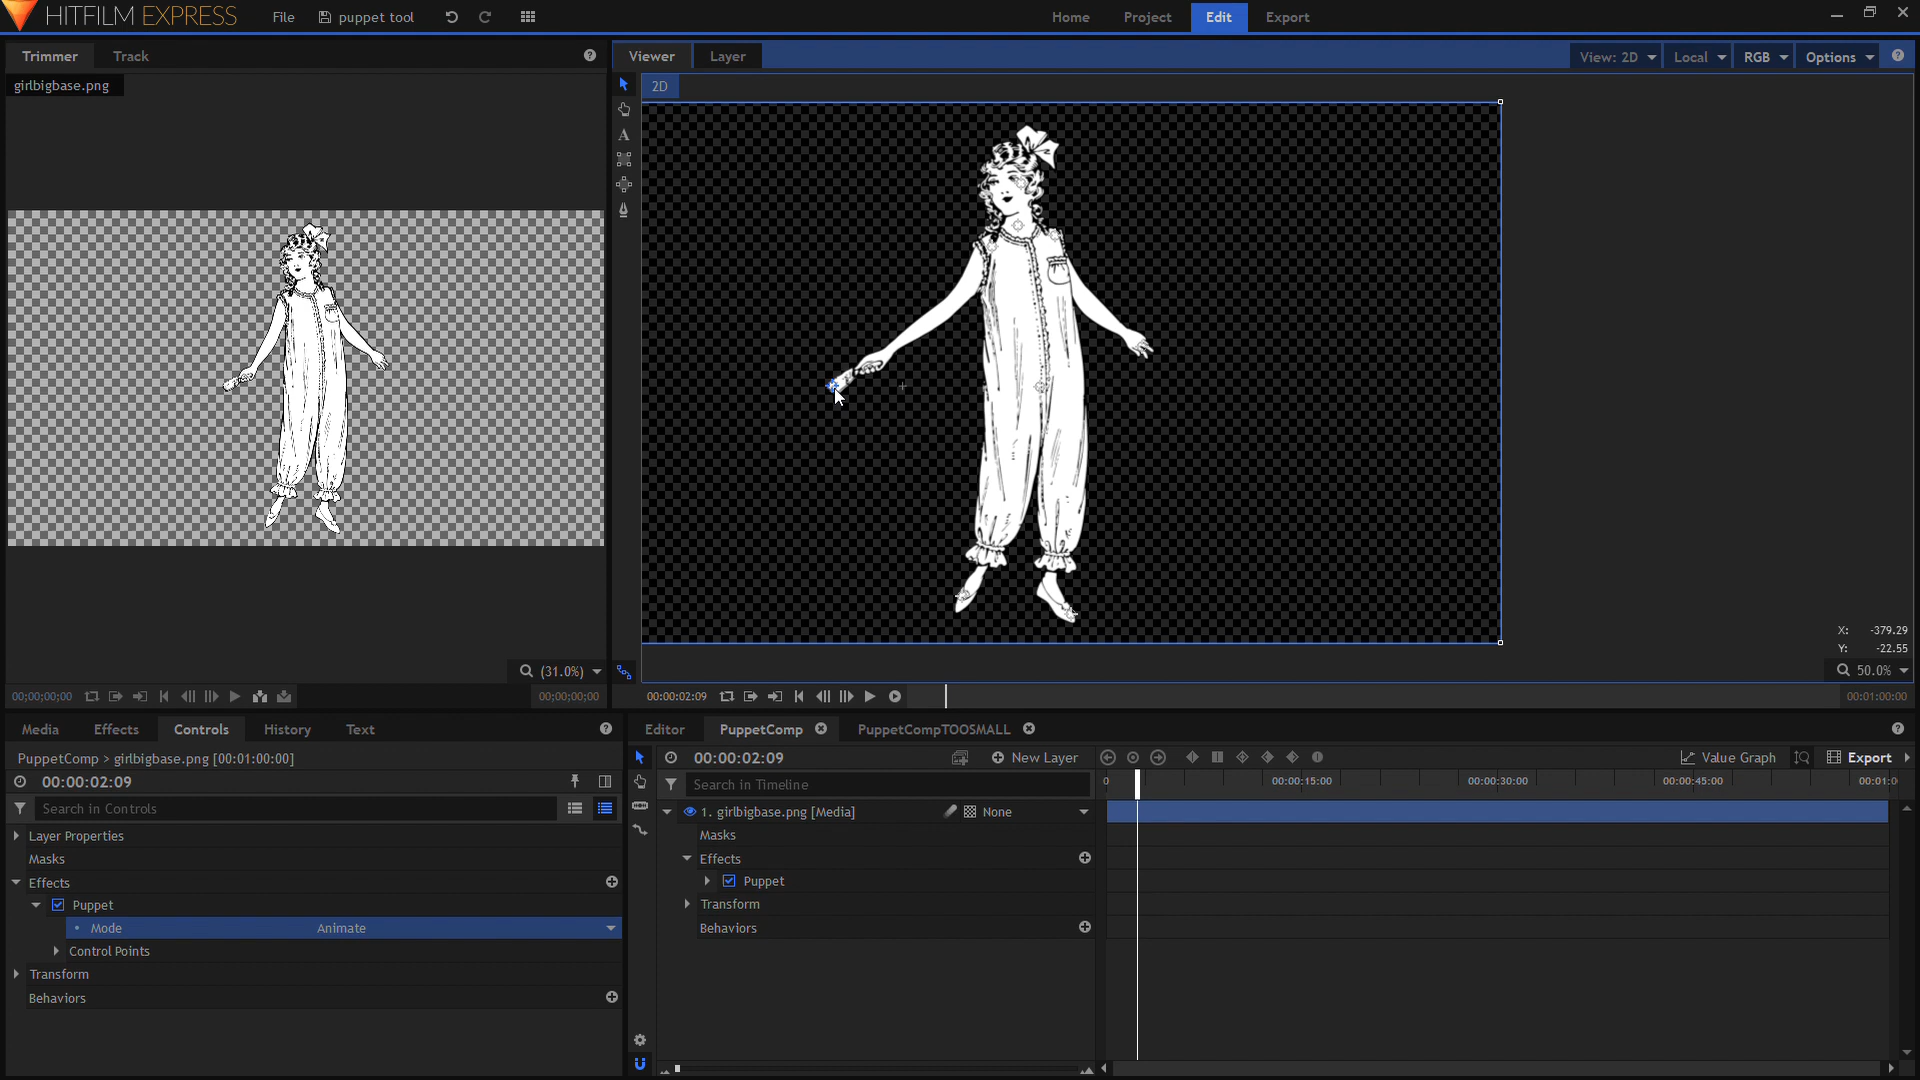 HITFILM EXPRESS
File
puppet tool
Home
Project
Edit
Export
Trimmer
Track
Viewer
Layer
View: 2D
Local
RGB
Options
girlbigbase.png
2D
A
X: -379.29
Y: -22.55
(31.0%)
50.0%
00;00;00;00
00;00;00;00
00:00:02:09
00:01:00:00
Media
Effects
Controls
History
Text
Editor
PuppetComp
PuppetCompTOOSMALL
PuppetComp > girlbigbase.png [00:01:00:00]
00:00:02:09
New Layer
Value Graph
Export
00:00:02:09
Search in Timeline
0
00:00:15:00
00:00:30:00
00:00:45:00
00:01:0
Search in Controls
1. girlbigbase.png [Media]
None
Layer Properties
Masks
Masks
Effects
Effects
Puppet
Puppet
Mode
Animate
Transform
Control Points
Behaviors
Transform
Behaviors